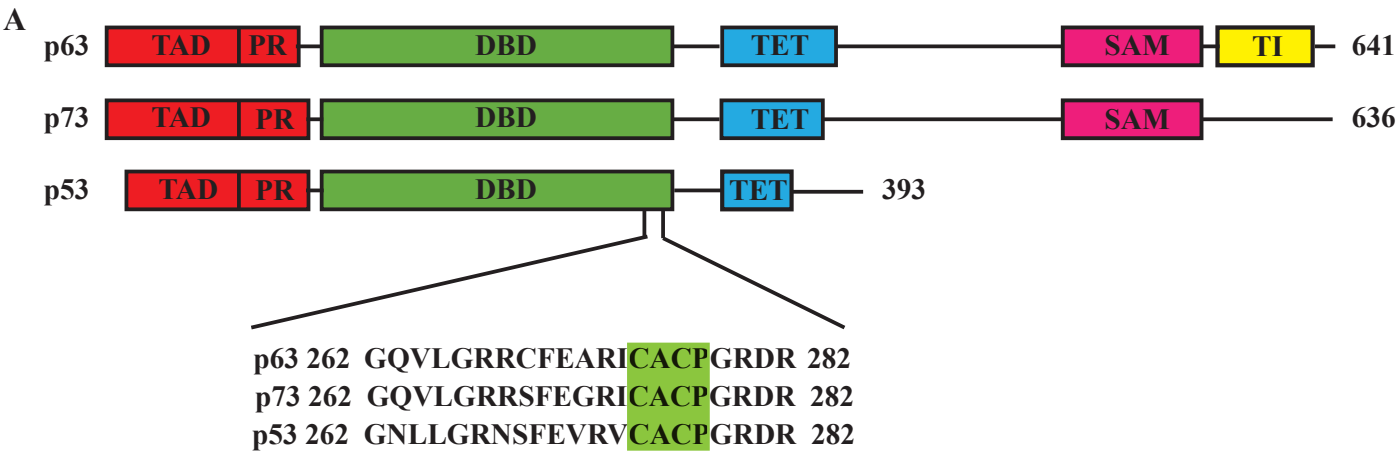 A
p63 TAD PR DBD TET SAM TI 641
p73 TAD PR DBD TET SAM 636
p53 TAD PR DBD TET 393
p63 262 GQVLGRRCFEARICACPGRDR 282
p73 262 GQVLGRRSFEGRICACPGRDR 282
p53 262 GNLLGRNSFEVRVCACPGRDR 282